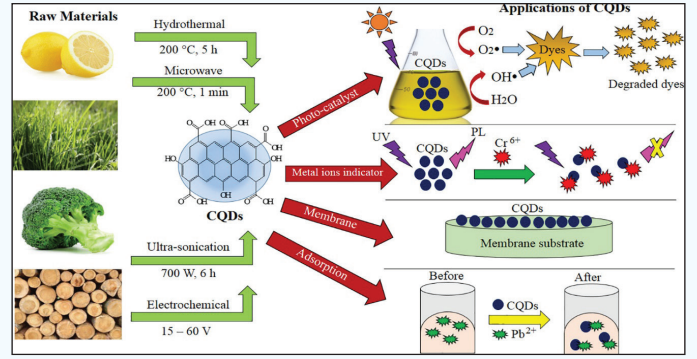 Raw Materials
Hydrothermal
200 °C, 5 h
Microwave
200 °C, 1 min
CQDs
Ultra-sonication
700 W, 6 h
Electrochemical
15 – 60 V
Photo-catalyst
Metal ions indicator
Membrane
Adsorption
Applications of CQDs
CQDs
O2
O2•
OH•
H2O
Dyes
Degraded dyes
UV
CQDs
PL
Cr6+
CQDs
Membrane substrate
Before
After
CQDs
Pb2+